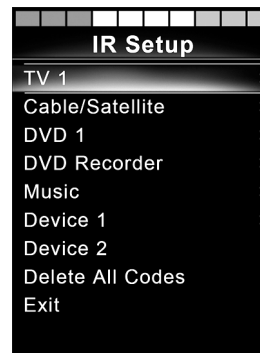 IR Setup
TV 1
Cable/Satellite
DVD 1
DVD Recorder
Music
Device 1
Device 2
Delete All Codes
Exit